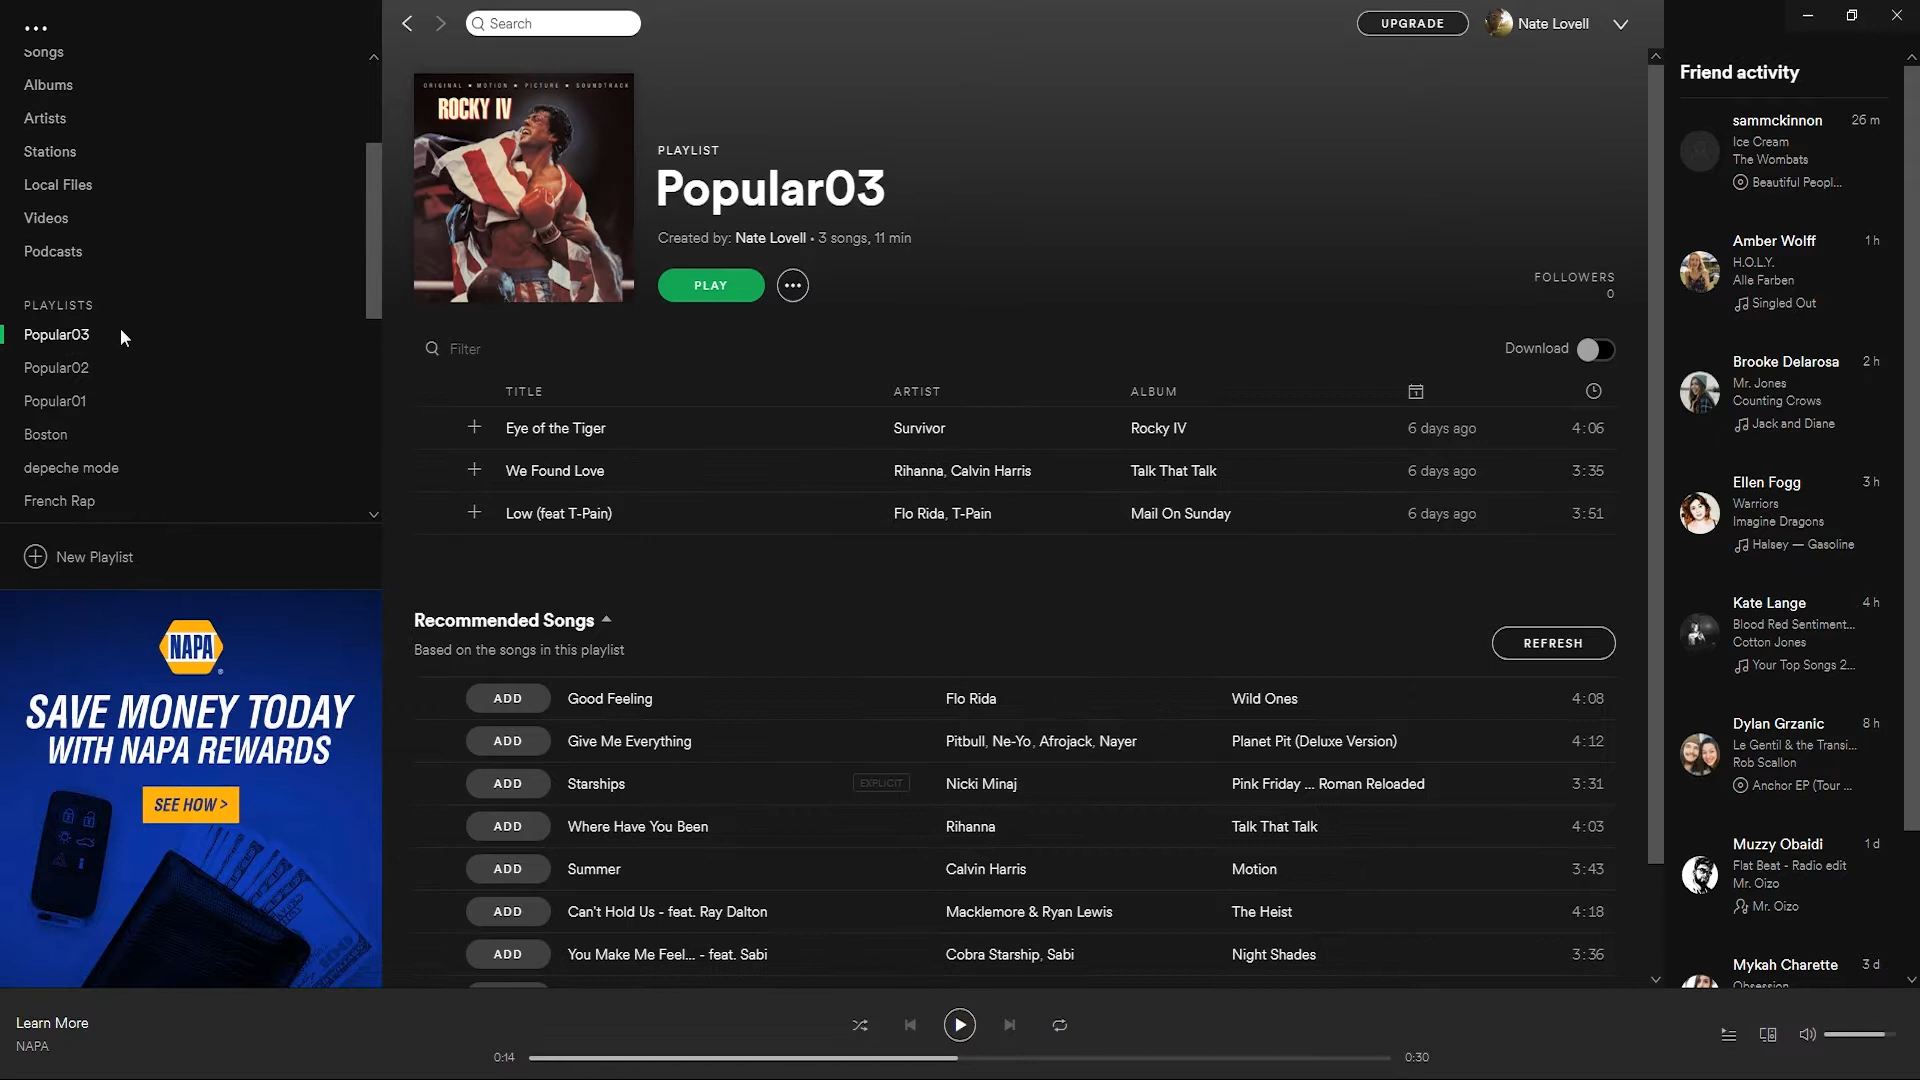 Songs
Albums
Artists
Stations
Local Files
Videos
Podcasts
PLAYLISTS
Popular03
Popular02
Popular01
Boston
depeche mode
French Rap
New Playlist
NAPA
SAVE MONEY TODAY
WITH NAPA REWARDS
SEE HOW >
Search
UPGRADE
Nate Lovell
ORIGINAL • MOTION • PICTURE • SOUNDTRACK
ROCKY IV
PLAYLIST
Popular03
Created by: Nate Lovell • 3 songs, 11 min
PLAY
FOLLOWERS
0
Filter
Download
TITLE ARTIST ALBUM
Eye of the Tiger Survivor Rocky IV 6 days ago 4:06
We Found Love Rihanna, Calvin Harris Talk That Talk 6 days ago 3:35
Low (feat T-Pain) Flo Rida, T-Pain Mail On Sunday 6 days ago 3:51
Recommended Songs
Based on the songs in this playlist
REFRESH
ADD Good Feeling Flo Rida Wild Ones 4:08
ADD Give Me Everything Pitbull, Ne-Yo, Afrojack, Nayer Planet Pit (Deluxe Version) 4:12
ADD Starships EXPLICIT Nicki Minaj Pink Friday ... Roman Reloaded 3:31
ADD Where Have You Been Rihanna Talk That Talk 4:03
ADD Summer Calvin Harris Motion 3:43
ADD Can't Hold Us - feat. Ray Dalton Macklemore & Ryan Lewis The Heist 4:18
ADD You Make Me Feel... - feat. Sabi Cobra Starship, Sabi Night Shades 3:36
Friend activity
sammckinnon 26 m
Ice Cream
The Wombats
Beautiful Peopl...
Amber Wolff 1 h
H.O.L.Y.
Alle Farben
Singled Out
Brooke Delarosa 2 h
Mr. Jones
Counting Crows
Jack and Diane
Ellen Fogg 3 h
Warriors
Imagine Dragons
Halsey — Gasoline
Kate Lange 4 h
Blood Red Sentiment...
Cotton Jones
Your Top Songs 2...
Dylan Grzanic 8 h
Le Gentil & the Transi...
Rob Scallon
Anchor EP (Tour ...
Muzzy Obaidi 1 d
Flat Beat - Radio edit
Mr. Oizo
Mr. Oizo
Mykah Charette 3 d
Obsession
Learn More
NAPA
0:14 0:30